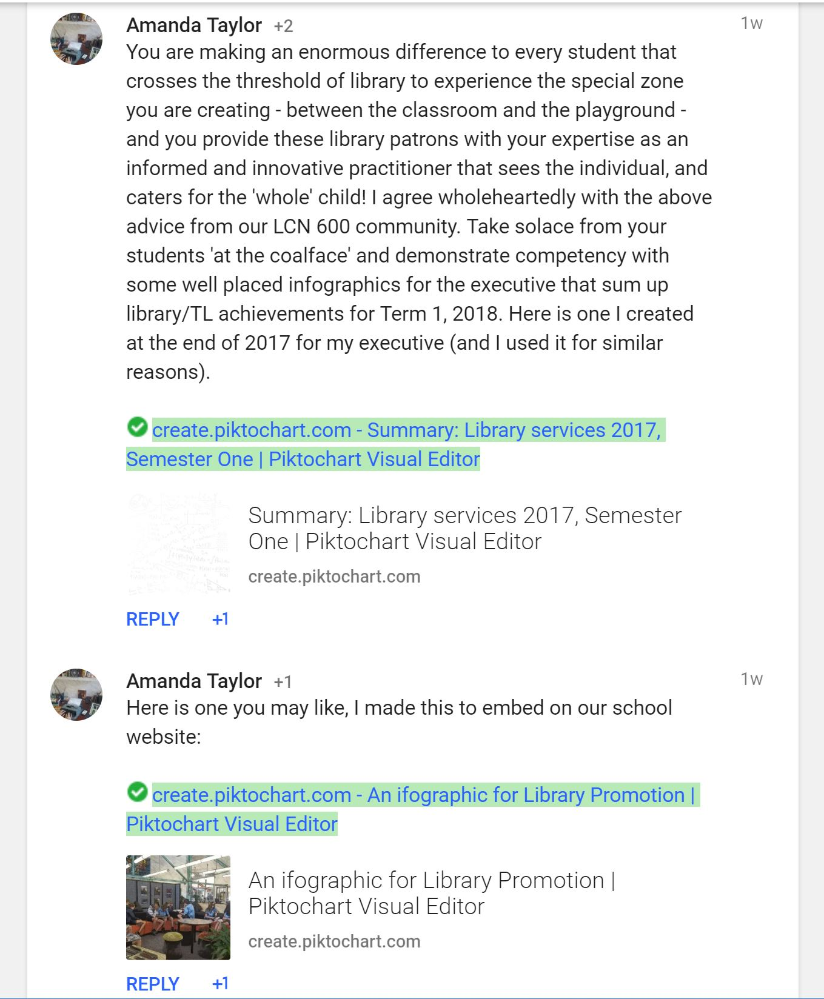 Amanda Taylor +2 1w
You are making an enormous difference to every student that
crosses the threshold of library to experience the special zone
you are creating - between the classroom and the playground -
and you provide these library patrons with your expertise as an
informed and innovative practitioner that sees the individual, and
caters for the 'whole' child! I agree wholeheartedly with the above
advice from our LCN 600 community. Take solace from your
students 'at the coalface' and demonstrate competency with
some well placed infographics for the executive that sum up
library/TL achievements for Term 1, 2018. Here is one I created
at the end of 2017 for my executive (and I used it for similar
reasons).
create.piktochart.com - Summary: Library services 2017,
Semester One | Piktochart Visual Editor
Summary: Library services 2017, Semester
One | Piktochart Visual Editor
create.piktochart.com
REPLY +1
Amanda Taylor +1 1w
Here is one you may like, I made this to embed on our school
website:
create.piktochart.com - An ifographic for Library Promotion |
Piktochart Visual Editor
An ifographic for Library Promotion |
Piktochart Visual Editor
create.piktochart.com
REPLY +1